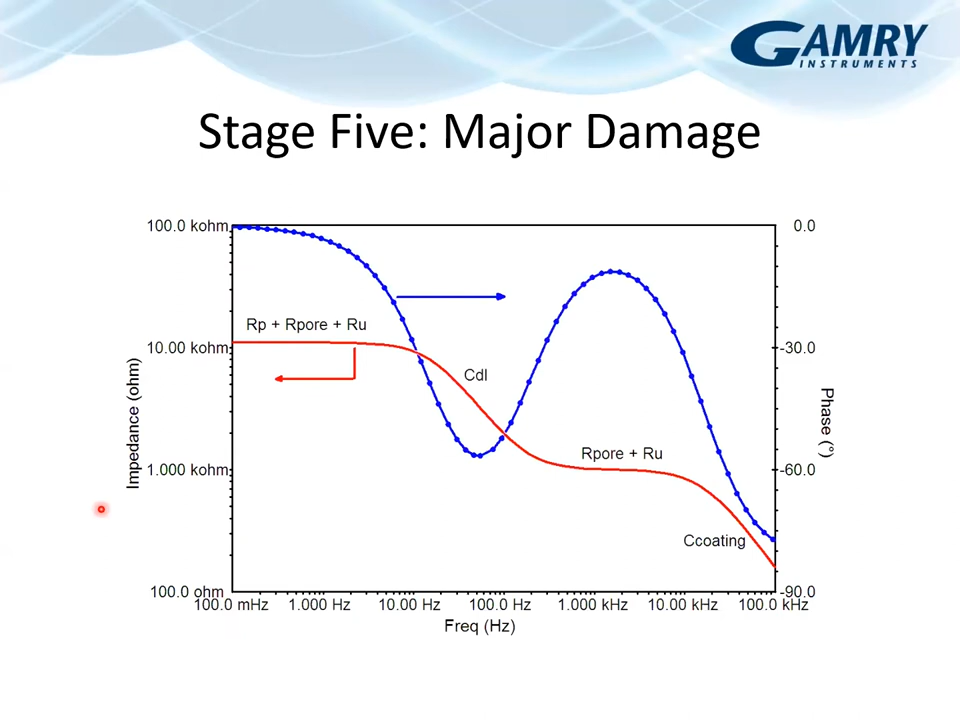 GAMRY
INSTRUMENTS
Stage Five: Major Damage
100.0 kohm
10.00 kohm
1.000 kohm
100.0 ohm
Impedance (ohm)
Rp + Rpore + Ru
Cdl
Rpore + Ru
Ccoating
0.0
-30.0
-60.0
-90.0
Phase (°)
100.0 mHz 1.000 Hz 10.00 Hz 100.0 Hz 1.000 kHz 10.00 kHz 100.0 kHz
Freq (Hz)